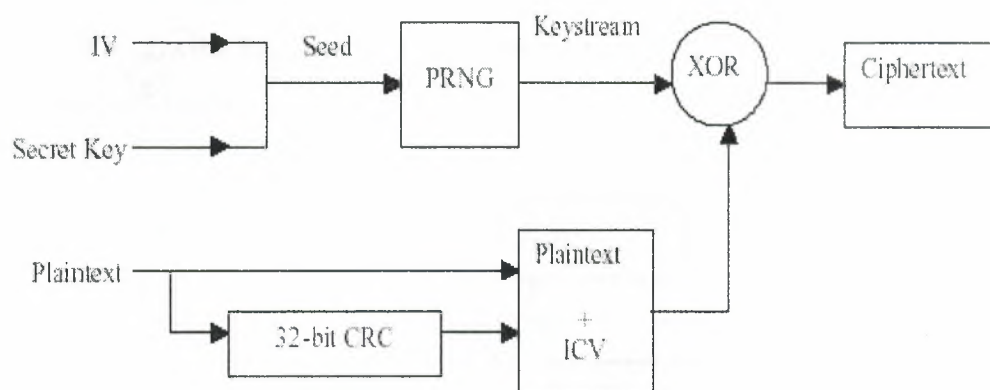 IV
Seed
Keystream
PRNG
XOR
Ciphertext
Secret Key
Plaintext
32-bit CRC
Plaintext
+
ICV